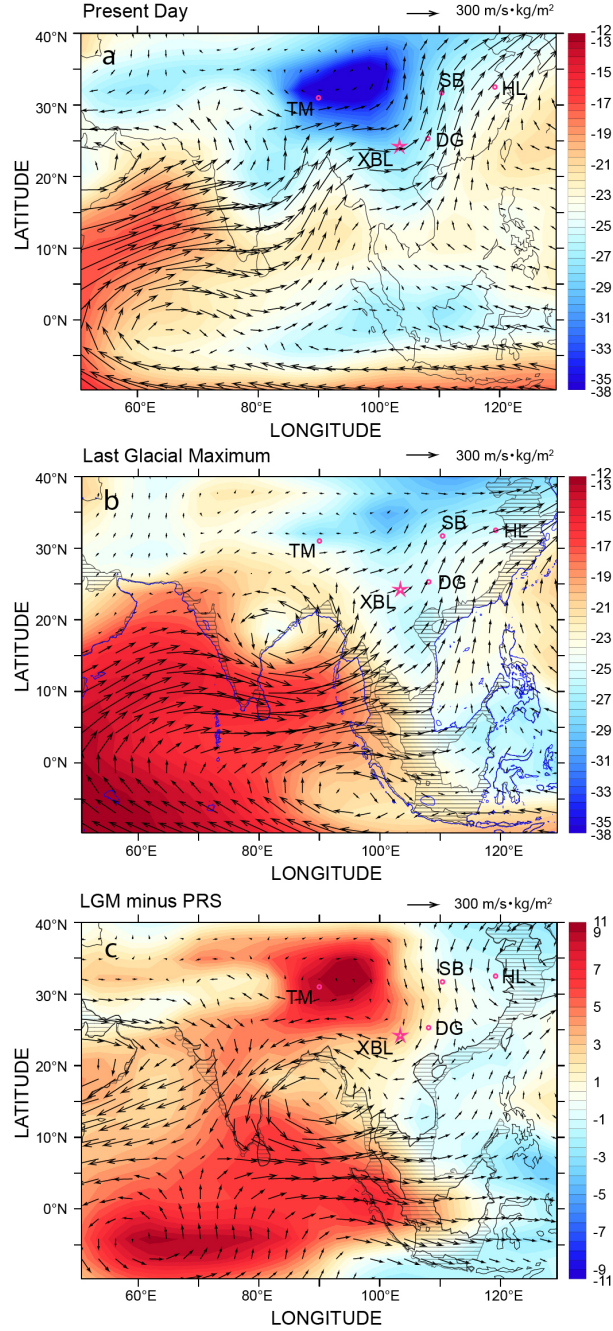 Present Day 300 m/s•kg/m²
40°N
30°N
20°N
10°N
0°N
LATITUDE
a
TM
SB
HL
DG
XBL
60°E 80°E 100°E 120°E
LONGITUDE
-12
-13
-15
-17
-19
-21
-23
-25
-27
-29
-31
-33
-35
-37
-38
Last Glacial Maximum 300 m/s•kg/m²
40°N
30°N
20°N
10°N
0°N
LATITUDE
b
TM
SB
HL
DG
XBL
60°E 80°E 100°E 120°E
LONGITUDE
-12
-13
-15
-17
-19
-21
-23
-25
-27
-29
-31
-33
-35
-37
-38
LGM minus PRS 300 m/s•kg/m²
40°N
30°N
20°N
10°N
0°N
LATITUDE
c
TM
SB
HL
DG
XBL
60°E 80°E 100°E 120°E
LONGITUDE
11
9
7
5
3
1
-1
-3
-5
-7
-9
-11